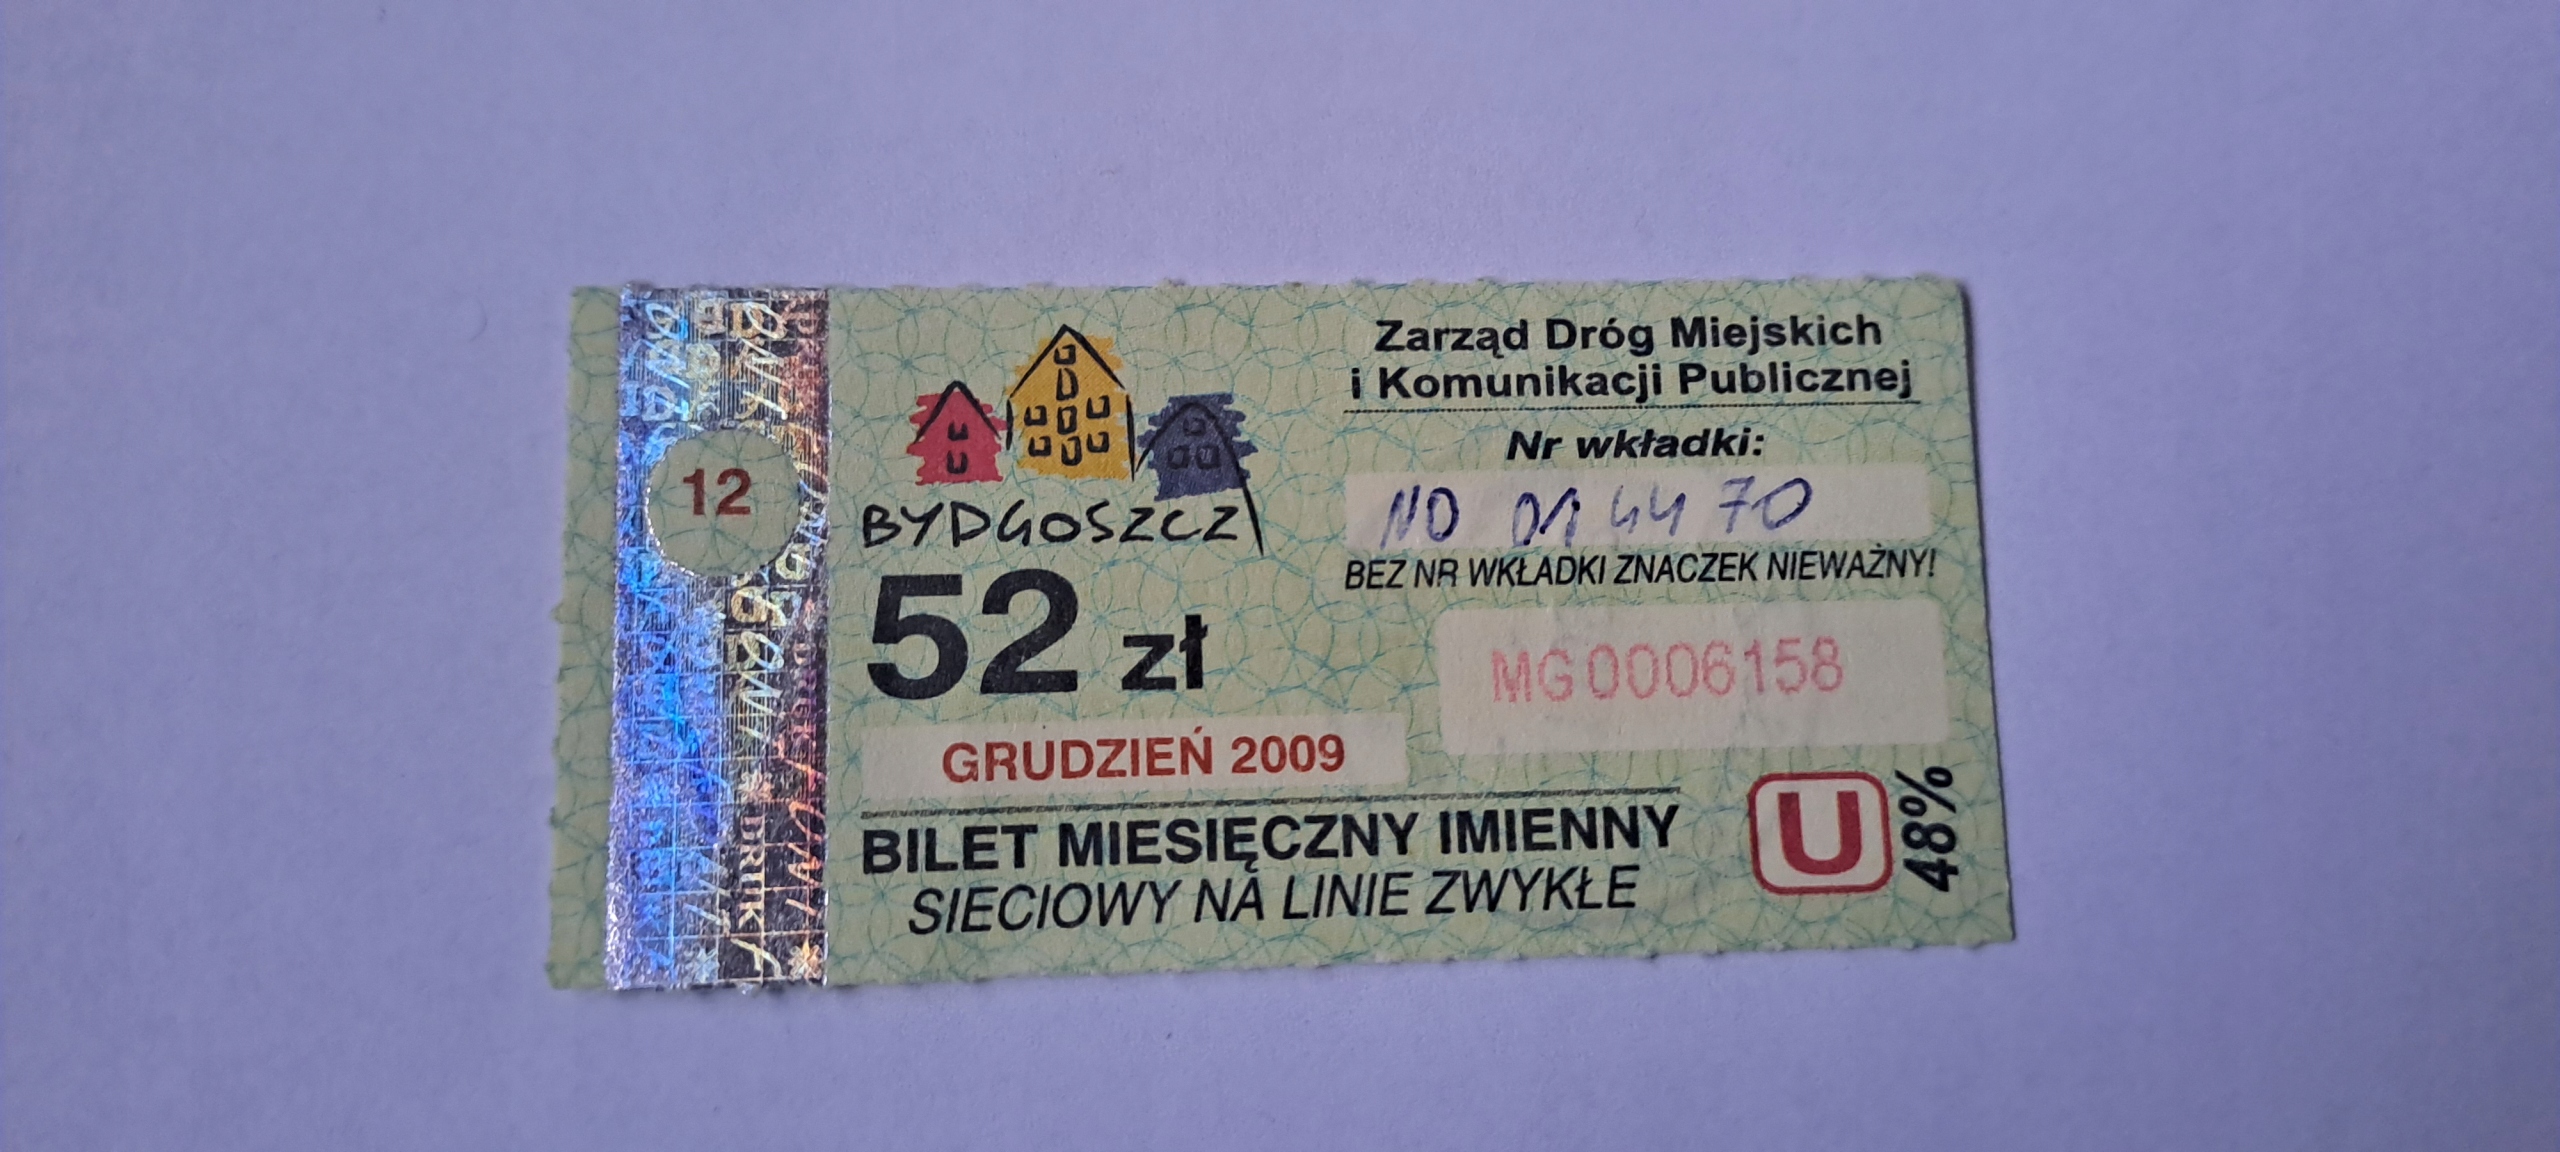 12
BYDGOSZCZ
52 zł
GRUDZIEŃ 2009
BILET MIESIĘCZNY IMIENNY
SIECIOWY NA LINIE ZWYKŁE
Zarząd Dróg Miejskich
i Komunikacji Publicznej
Nr wkładki:
NO 014470
BEZ NR WKŁADKI ZNACZEK NIEWAŻNY!
MG0006158
U
48%